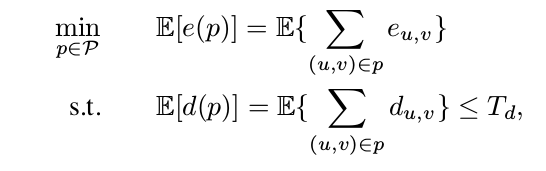 min_{p∈𝒫} 𝔼[e(p)] = 𝔼{ ∑_{(u,v)∈p} e_{u,v} }
s.t. 𝔼[d(p)] = 𝔼{ ∑_{(u,v)∈p} d_{u,v} } ≤ T_d,